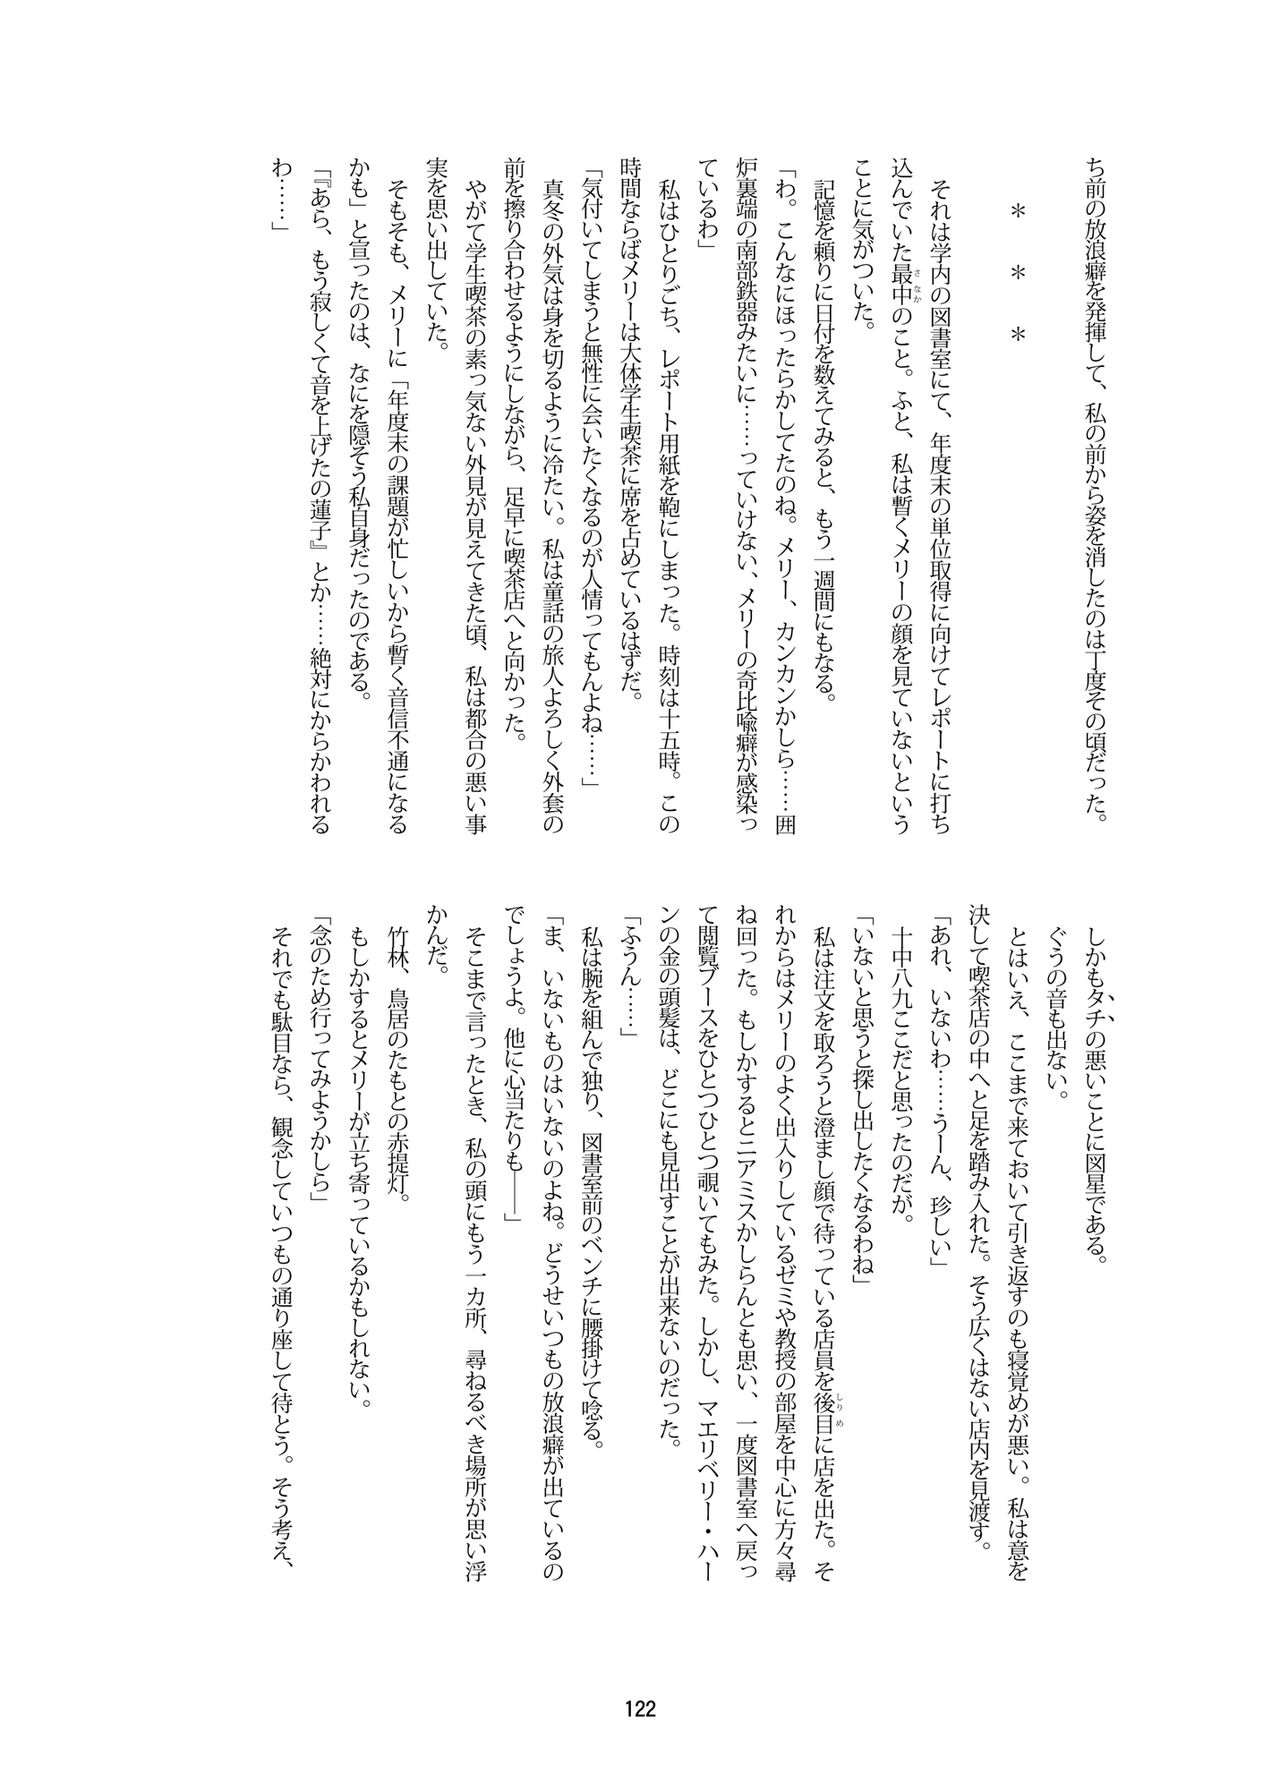 ち前の放浪癖を発揮して、私の前から姿を消したのは丁度その頃だった。
＊　＊　＊
それは学内の図書室にて、年度末の単位取得に向けてレポートに打ち
込んでいた最中のこと。ふと、私は暫くメリーの顔を見ていないという
さなか
ことに気がついた。
記憶を頼りに日付を数えてみると、もう一週間にもなる。
「わ。こんなにほったらかしてたのね。メリー、カンカンかしら……囲
炉裏端の南部鉄器みたいに……っていけない、メリーの奇比喩癖が感染っ
ているわ」
私はひとりごち、レポート用紙を鞄にしまった。時刻は十五時。この
時間ならばメリーは大体学生喫茶に席を占めているはずだ。
「気付いてしまうと無性に会いたくなるのが人情ってもんよね……」
真冬の外気は身を切るように冷たい。私は童話の旅人よろしく外套の
前を擦り合わせるようにしながら、足早に喫茶店へと向かった。
やがて学生喫茶の素っ気ない外見が見えてきた頃、私は都合の悪い事
実を思い出していた。
そもそも、メリーに「年度末の課題が忙しいから暫く音信不通になる
かも」と宣ったのは、なにを隠そう私自身だったのである。
「『あら、もう寂しくて音を上げたの蓮子』とか……絶対にからかわれる
わ……」
しかもタチの悪いことに図星である。
ぐうの音も出ない。
とはいえ、ここまで来ておいて引き返すのも寝覚めが悪い。私は意を
決して喫茶店の中へと足を踏み入れた。そう広くはない店内を見渡す。
「あれ、いないわ……うーん、珍しい」
十中八九ここだと思ったのだが。
「いないと思うと探し出したくなるわね」
私は注文を取ろうと澄まし顔で待っている店員を後目に店を出た。そ
しりめ
れからはメリーのよく出入りしているゼミや教授の部屋を中心に方々尋
ね回った。もしかするとニアミスかしらんとも思い、一度図書室へ戻っ
て閲覧ブースをひとつひとつ覗いてもみた。しかし、マエリベリー・ハー
ンの金の頭髪は、どこにも見出すことが出来ないのだった。
「ふうん……」
私は腕を組んで独り、図書室前のベンチに腰掛けて唸る。
「ま、いないものはいないのよね。どうせいつもの放浪癖が出ているの
でしょうよ。他に心当たりも――」
そこまで言ったとき、私の頭にもう一カ所、尋ねるべき場所が思い浮
かんだ。
竹林、鳥居のたもとの赤提灯。
もしかするとメリーが立ち寄っているかもしれない。
「念のため行ってみようかしら」
それでも駄目なら、観念していつもの通り座して待とう。そう考え、
122